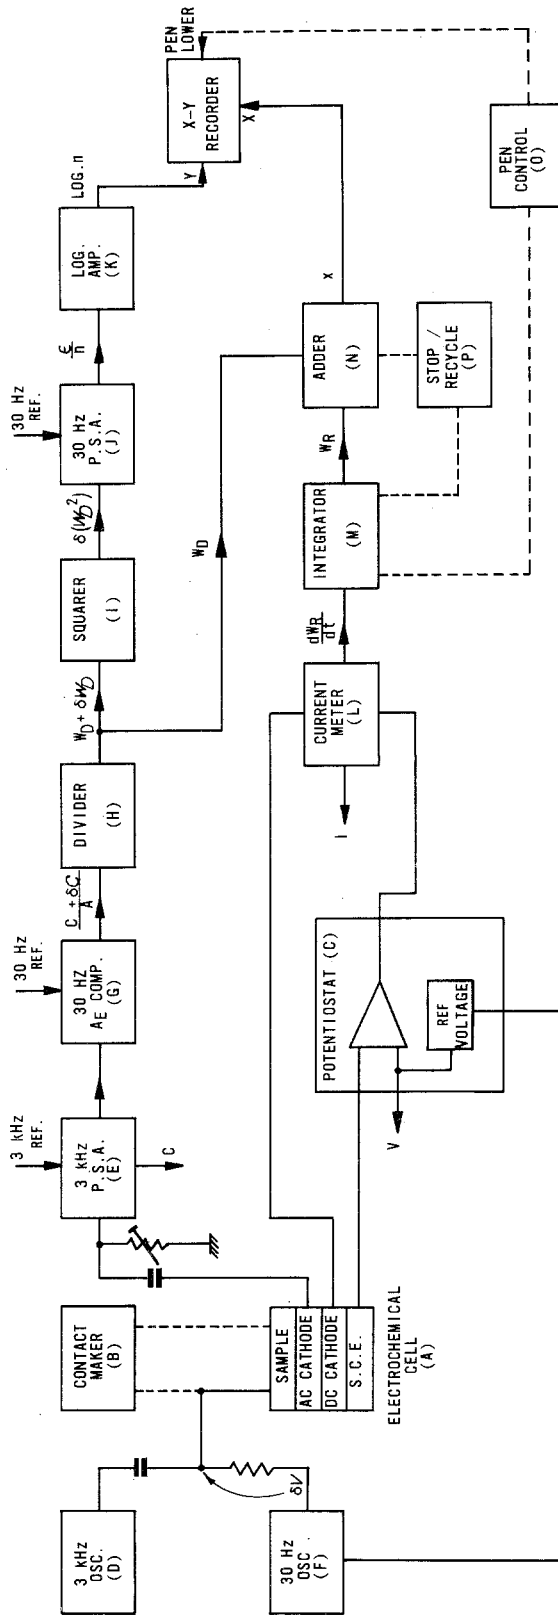 3 kHz
OSC.
(D)
30 Hz
OSC.
(F)
δV
CONTACT
MAKER
(B)
SAMPLE
AC CATHODE
DC CATHODE
S.C.E.
ELECTROCHEMICAL
CELL
(A)
3 kHz
REF.
3 kHz
P.S.A.
(E)
C
30 Hz
REF.
30 HZ
AE COMP.
(G)
C + δC
A
DIVIDER
(H)
W_D + δW_D
SQUARER
(I)
δ(W_D²)
30 Hz
REF.
30 Hz
P.S.A.
(J)
є
n
LOG.
AMP.
(K)
LOG.n
Y
PEN
LOWER
X-Y
RECORDER
X
POTENTIOSTAT (C)
REF
VOLTAGE
V
I
CURRENT
METER
(L)
dW_R
dt
INTEGRATOR
(M)
W_R
W_D
ADDER
(N)
x
STOP/
RECYCLE
(P)
PEN
CONTROL
(O)